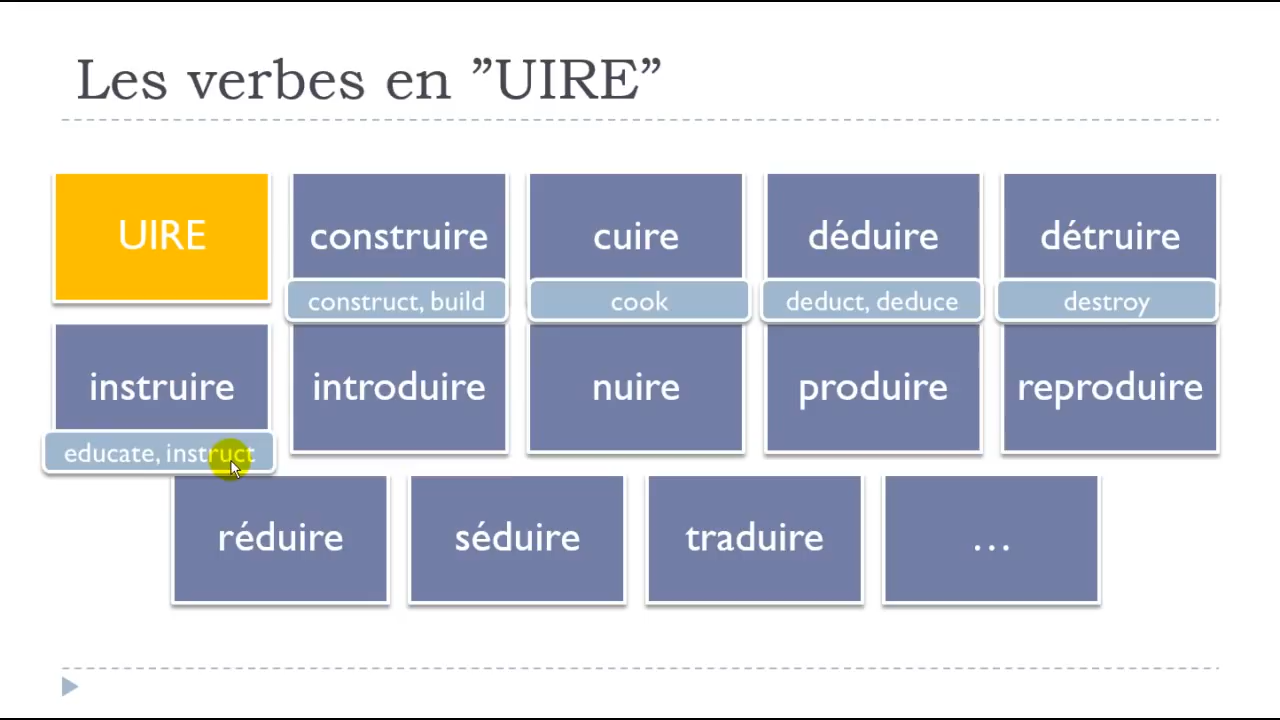 Les verbes en ”UIRE”
UIRE
construire
cuire
déduire
détruire
construct, build
cook
deduct, deduce
destroy
instruire
introduire
nuire
produire
reproduire
educate, instruct
réduire
séduire
traduire
...